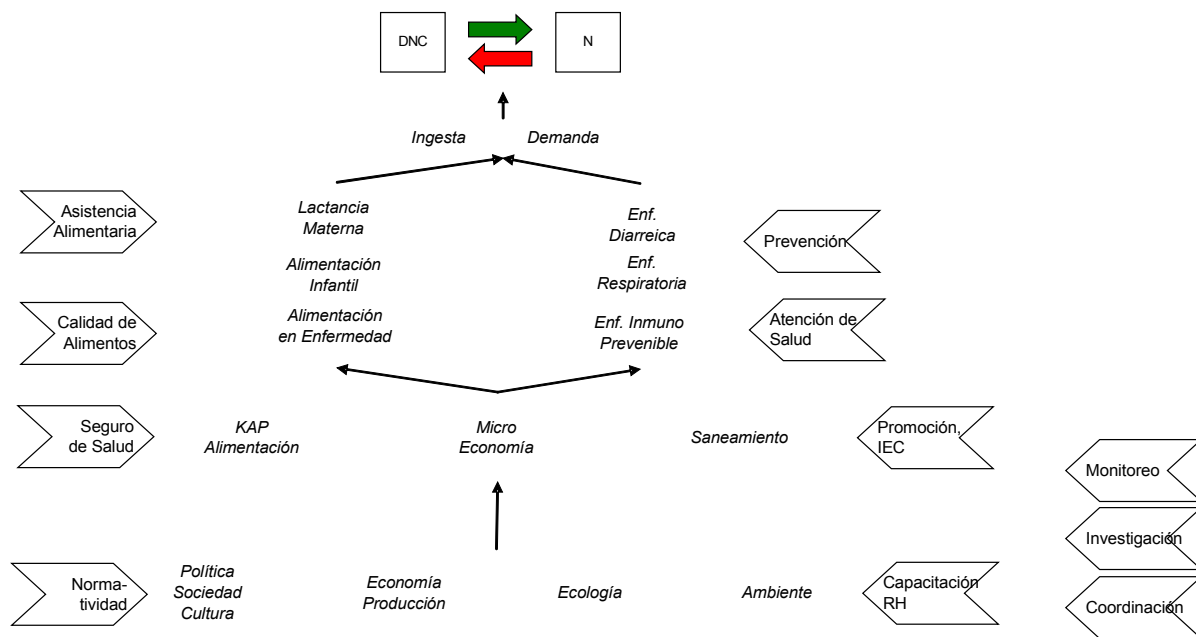 DNC
N
Ingesta
Demanda
Asistencia
Alimentaria
Lactancia
Materna
Enf.
Diarreica
Prevención
Alimentación
Infantil
Enf.
Respiratoria
Calidad de
Alimentos
Alimentación
en Enfermedad
Enf. Inmuno
Prevenible
Atención de
Salud
Seguro
de Salud
KAP
Alimentación
Micro
Economía
Saneamiento
Promoción,
IEC
Monitoreo
Investigación
Norma-
tividad
Política
Sociedad
Cultura
Economía
Producción
Ecología
Ambiente
Capacitación
RH
Coordinación